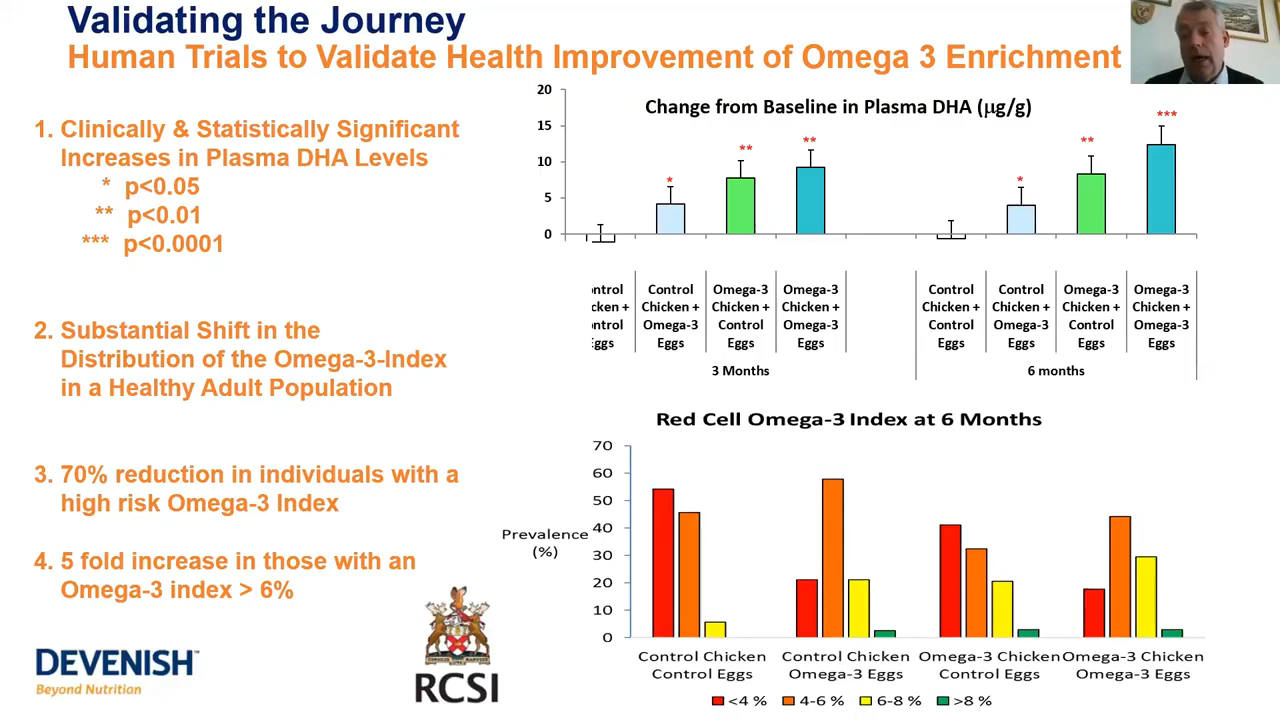 Validating the Journey
Human Trials to Validate Health Improvement of Omega 3 Enrichment
1. Clinically & Statistically Significant
Increases in Plasma DHA Levels
* p<0.05
** p<0.01
*** p<0.0001
2. Substantial Shift in the
Distribution of the Omega-3-Index
in a Healthy Adult Population
3. 70% reduction in individuals with a
high risk Omega-3 Index
4. 5 fold increase in those with an
Omega-3 index > 6%
DEVENISH™
Beyond Nutrition
RCSI
Change from Baseline in Plasma DHA (µg/g)
20
15
10
5
0
* ** ** * ** ***
ontrol Control Omega-3 Omega-3 Control Control Omega-3 Omega-3
icken + Chicken + Chicken + Chicken + Chicken + Chicken + Chicken + Chicken +
ontrol Omega-3 Control Omega-3 Control Omega-3 Control Omega-3
Eggs Eggs Eggs Eggs Eggs Eggs Eggs Eggs
3 Months 6 months
Red Cell Omega-3 Index at 6 Months
Prevalence
(%)
70
60
50
40
30
20
10
0
Control Chicken Control Chicken Omega-3 Chicken Omega-3 Chicken
Control Eggs Omega-3 Eggs Control Eggs Omega-3 Eggs
<4 % 4-6 % 6-8 % >8 %